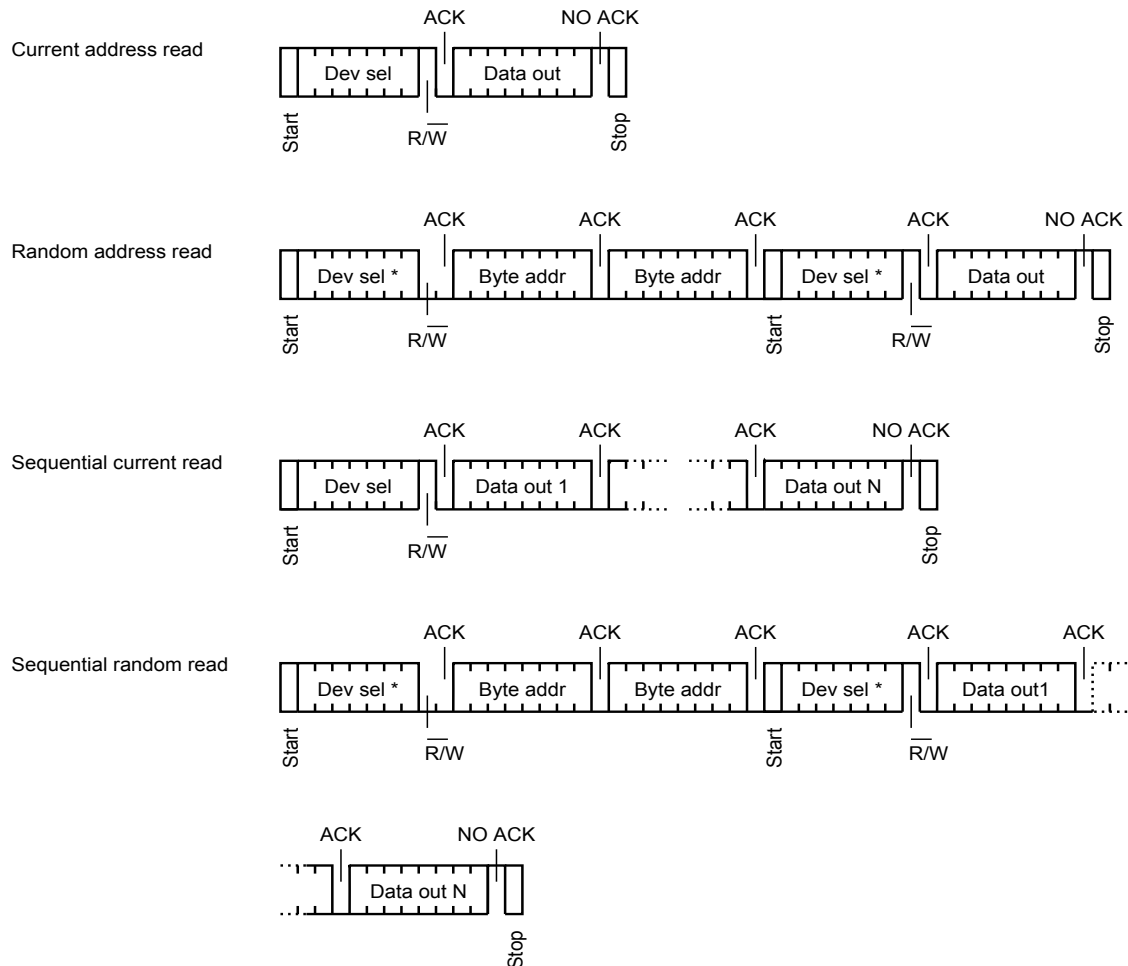 ACK NO ACK
Current address read
Dev sel Data out
Start R/W̅ Stop
ACK ACK ACK ACK NO ACK
Random address read
Dev sel * Byte addr Byte addr Dev sel * Data out
Start R/W̅ Start R/W̅ Stop
ACK ACK ACK NO ACK
Sequential current read
Dev sel Data out 1 Data out N
Start R/W̅ Stop
ACK ACK ACK ACK ACK
Sequential random read
Dev sel * Byte addr Byte addr Dev sel * Data out1
Start R̅/W Start R̅/W
ACK NO ACK
Data out N
Stop